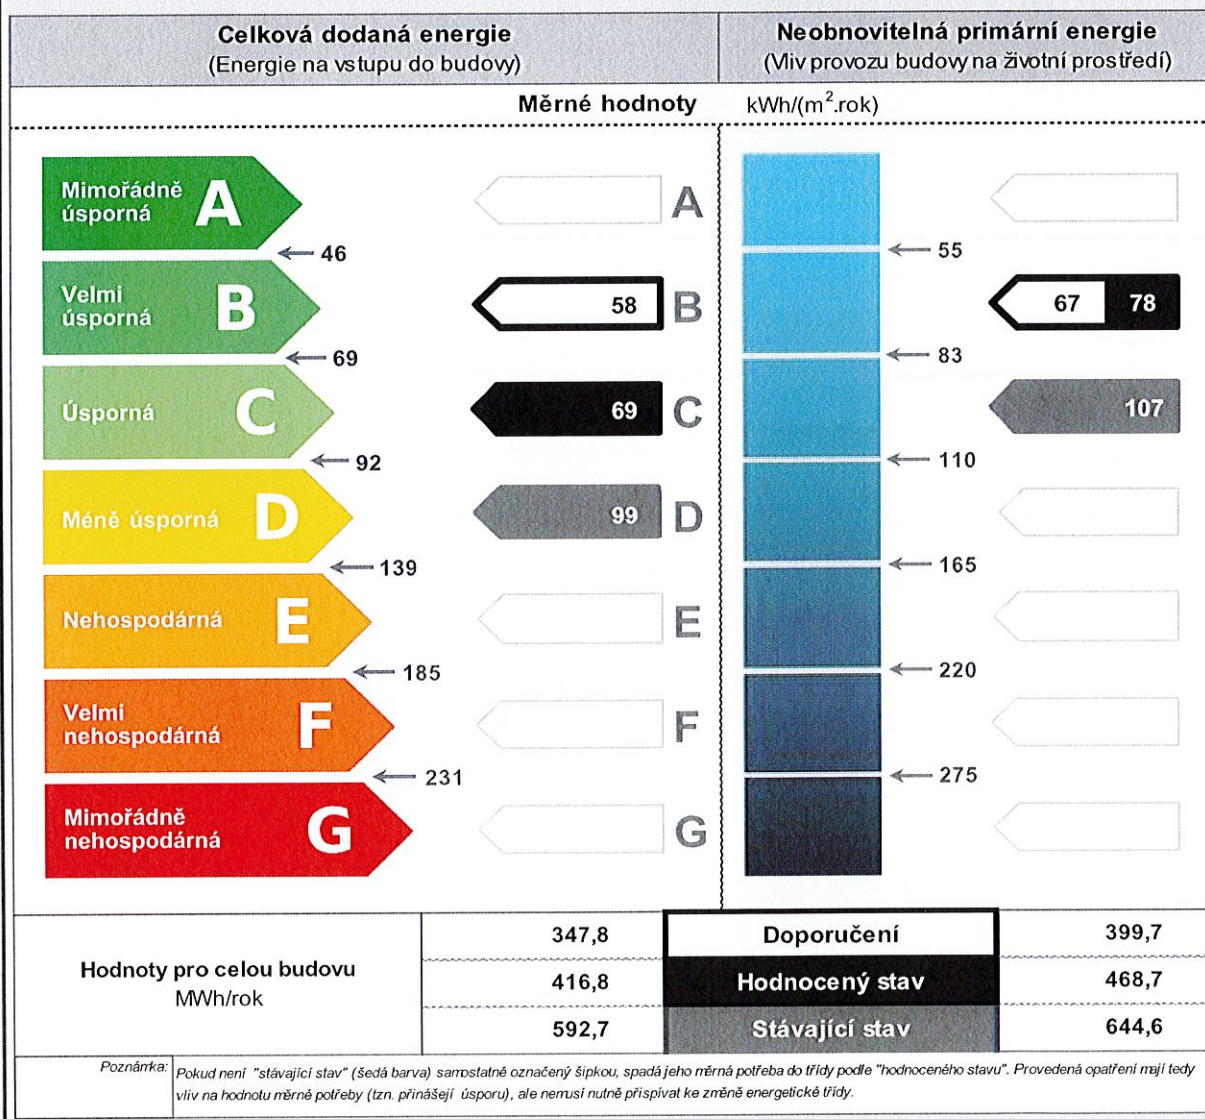 Celková dodaná energie
(Energie na vstupu do budovy)
Neobnovitelná primární energie
(Vliv provozu budovy na životní prostředí)
Měrné hodnoty kWh/(m².rok)
Mimořádně
úsporná
A
A
46
55
Velmi
úsporná
B
58
B
67 78
69
83
Úsporná
C
69
C
107
92
110
Méně úsporná
D
99
D
139
165
Nehospodárná
E
E
185
220
Velmi
nehospodárná
F
F
231
275
Mimořádně
nehospodárná
G
G
Hodnoty pro celou budovu
MWh/rok
347,8 Doporučení 399,7
416,8 Hodnocený stav 468,7
592,7 Stávající stav 644,6
Poznámka: Pokud není "stávající stav" (šedá barva) samostatně označený šipkou, spadá jeho měrná potřeba do třídy podle "hodnoceného stavu". Provedená opatření mají tedy
vliv na hodnotu měrné potřeby (tzn. přinášejí úsporu), ale nemusí nutně přispívat ke změně energetické třídy.